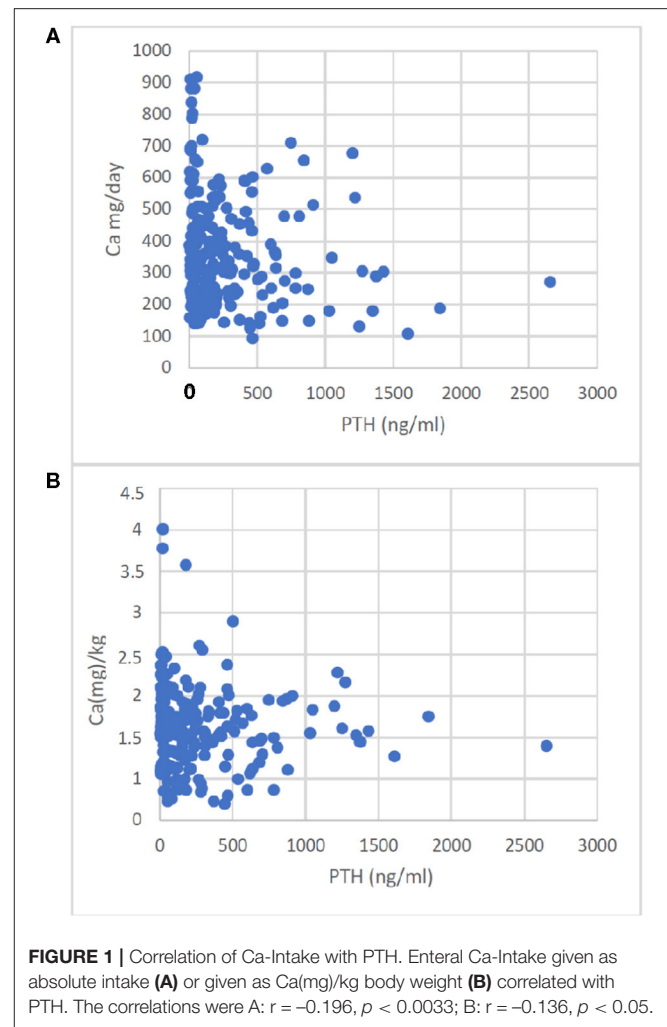 A
1000
900
800
700
600
500
400
300
200
100
0
Ca mg/day
0 500 1000 1500 2000 2500 3000
PTH (ng/ml)
B
4.5
4
3.5
3
2.5
2
1.5
1
0
Ca(mg)/kg
0 500 1000 1500 2000 2500 3000
PTH (ng/ml)
FIGURE 1 | Correlation of Ca-Intake with PTH. Enteral Ca-Intake given as
absolute intake (A) or given as Ca(mg)/kg body weight (B) correlated with
PTH. The correlations were A: r = –0.196, p < 0.0033; B: r = –0.136, p < 0.05.